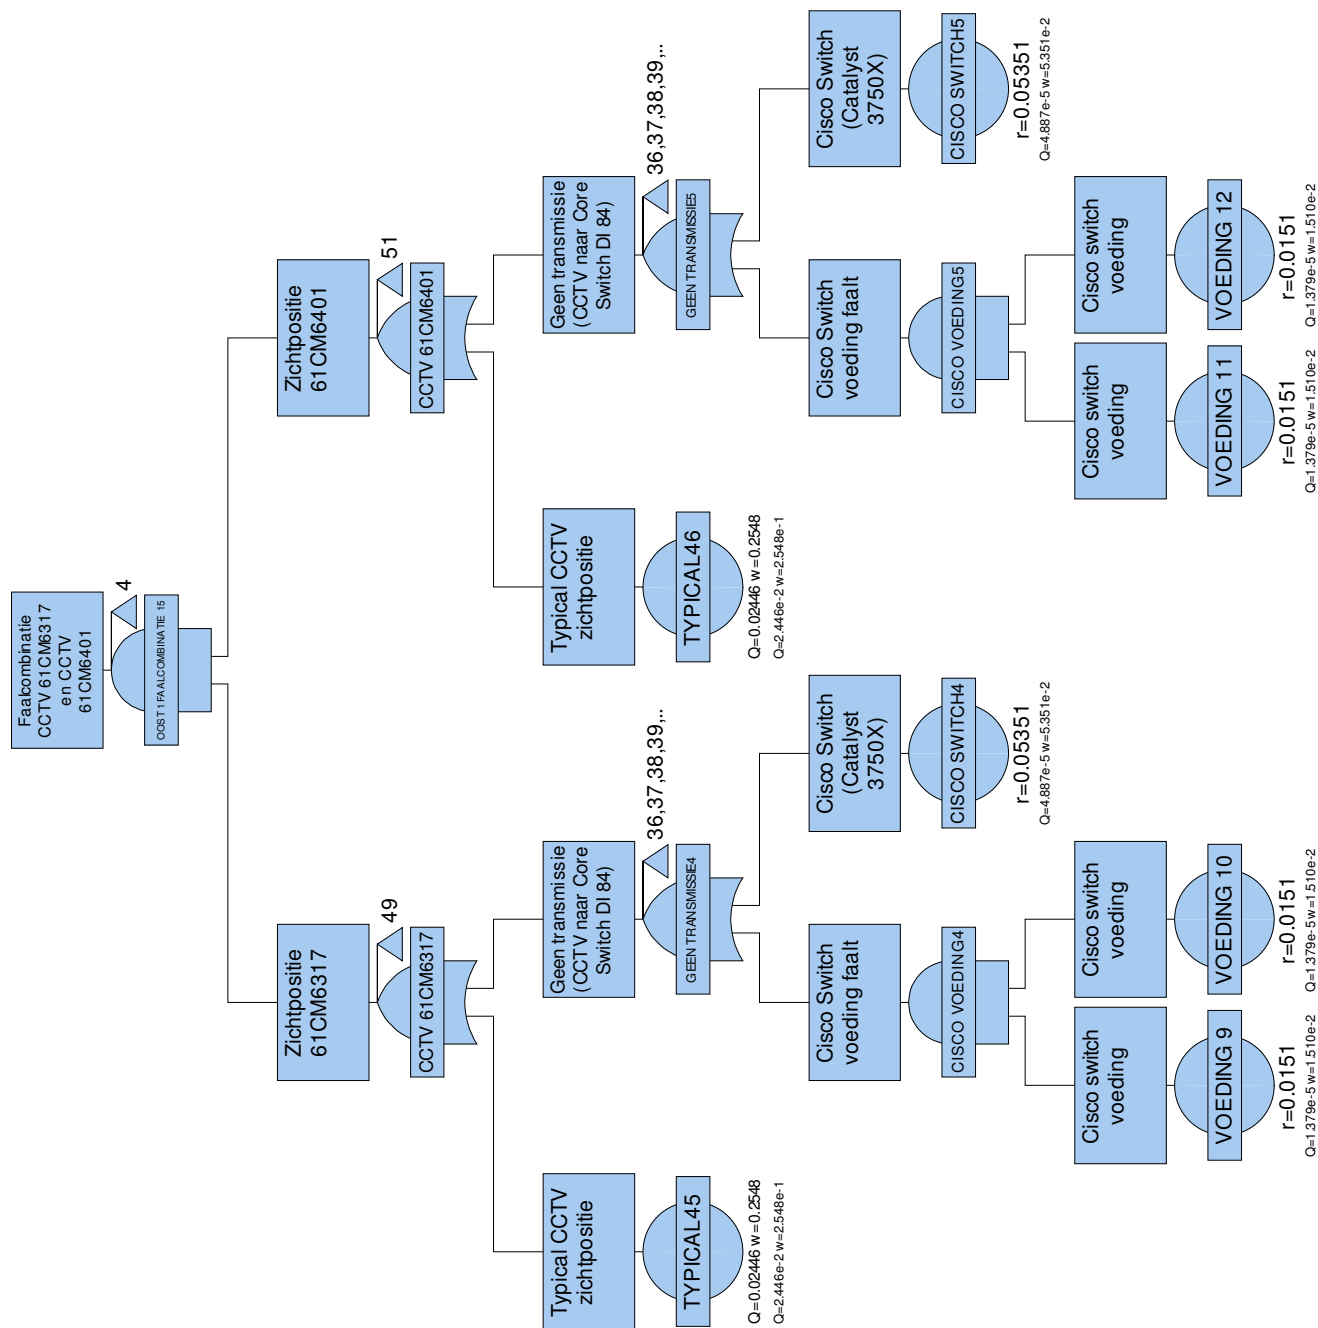 Faalcombinatie
CCTV 61CM6317
en CCTV
61CM6401
4
OOST 1 FAALCOMBINATIE 15
Zichtpositie
61CM6317
49
CCTV 61CM6317
Zichtpositie
61CM6401
51
CCTV 61CM6401
Typical CCTV
zichtpositie
TYPICAL45
Q=0.02446 w=0.2548
Q=2.446e-2 w=2.548e-1
Geen transmissie
(CCTV naar Core
Switch DI 84)
36,37,38,39,..
GEEN TRANSMISSIE4
Typical CCTV
zichtpositie
TYPICAL46
Q=0.02446 w=0.2548
Q=2.446e-2 w=2.548e-1
Geen transmissie
(CCTV naar Core
Switch DI 84)
36,37,38,39,..
GEEN TRANSMISSIE5
Cisco Switch
voeding faalt
CISCO VOEDING4
Cisco Switch
(Catalyst
3750X)
CISCO SWITCH4
r=0.05351
Q=4.887e-5 w=5.351e-2
Cisco Switch
voeding faalt
CISCO VOEDING5
Cisco Switch
(Catalyst
3750X)
CISCO SWITCH5
r=0.05351
Q=4.887e-5 w=5.351e-2
Cisco switch
voeding
VOEDING 9
r=0.0151
Q=1.379e-5 w=1.510e-2
Cisco switch
voeding
VOEDING 10
r=0.0151
Q=1.379e-5 w=1.510e-2
Cisco switch
voeding
VOEDING 11
r=0.0151
Q=1.379e-5 w=1.510e-2
Cisco switch
voeding
VOEDING 12
r=0.0151
Q=1.379e-5 w=1.510e-2